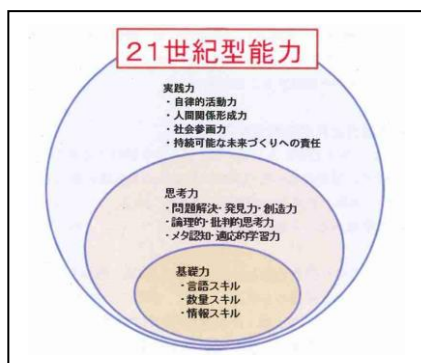 21世紀型能力
実践力
・自律的活動力
・人間関係形成力
・社会参画力
・持続可能な未来づくりへの責任
思考力
・問題解決・発見力・創造力
・論理的・批判的思考力
・メタ認知・適応的学習力
基礎力
・言語スキル
・数量スキル
・情報スキル